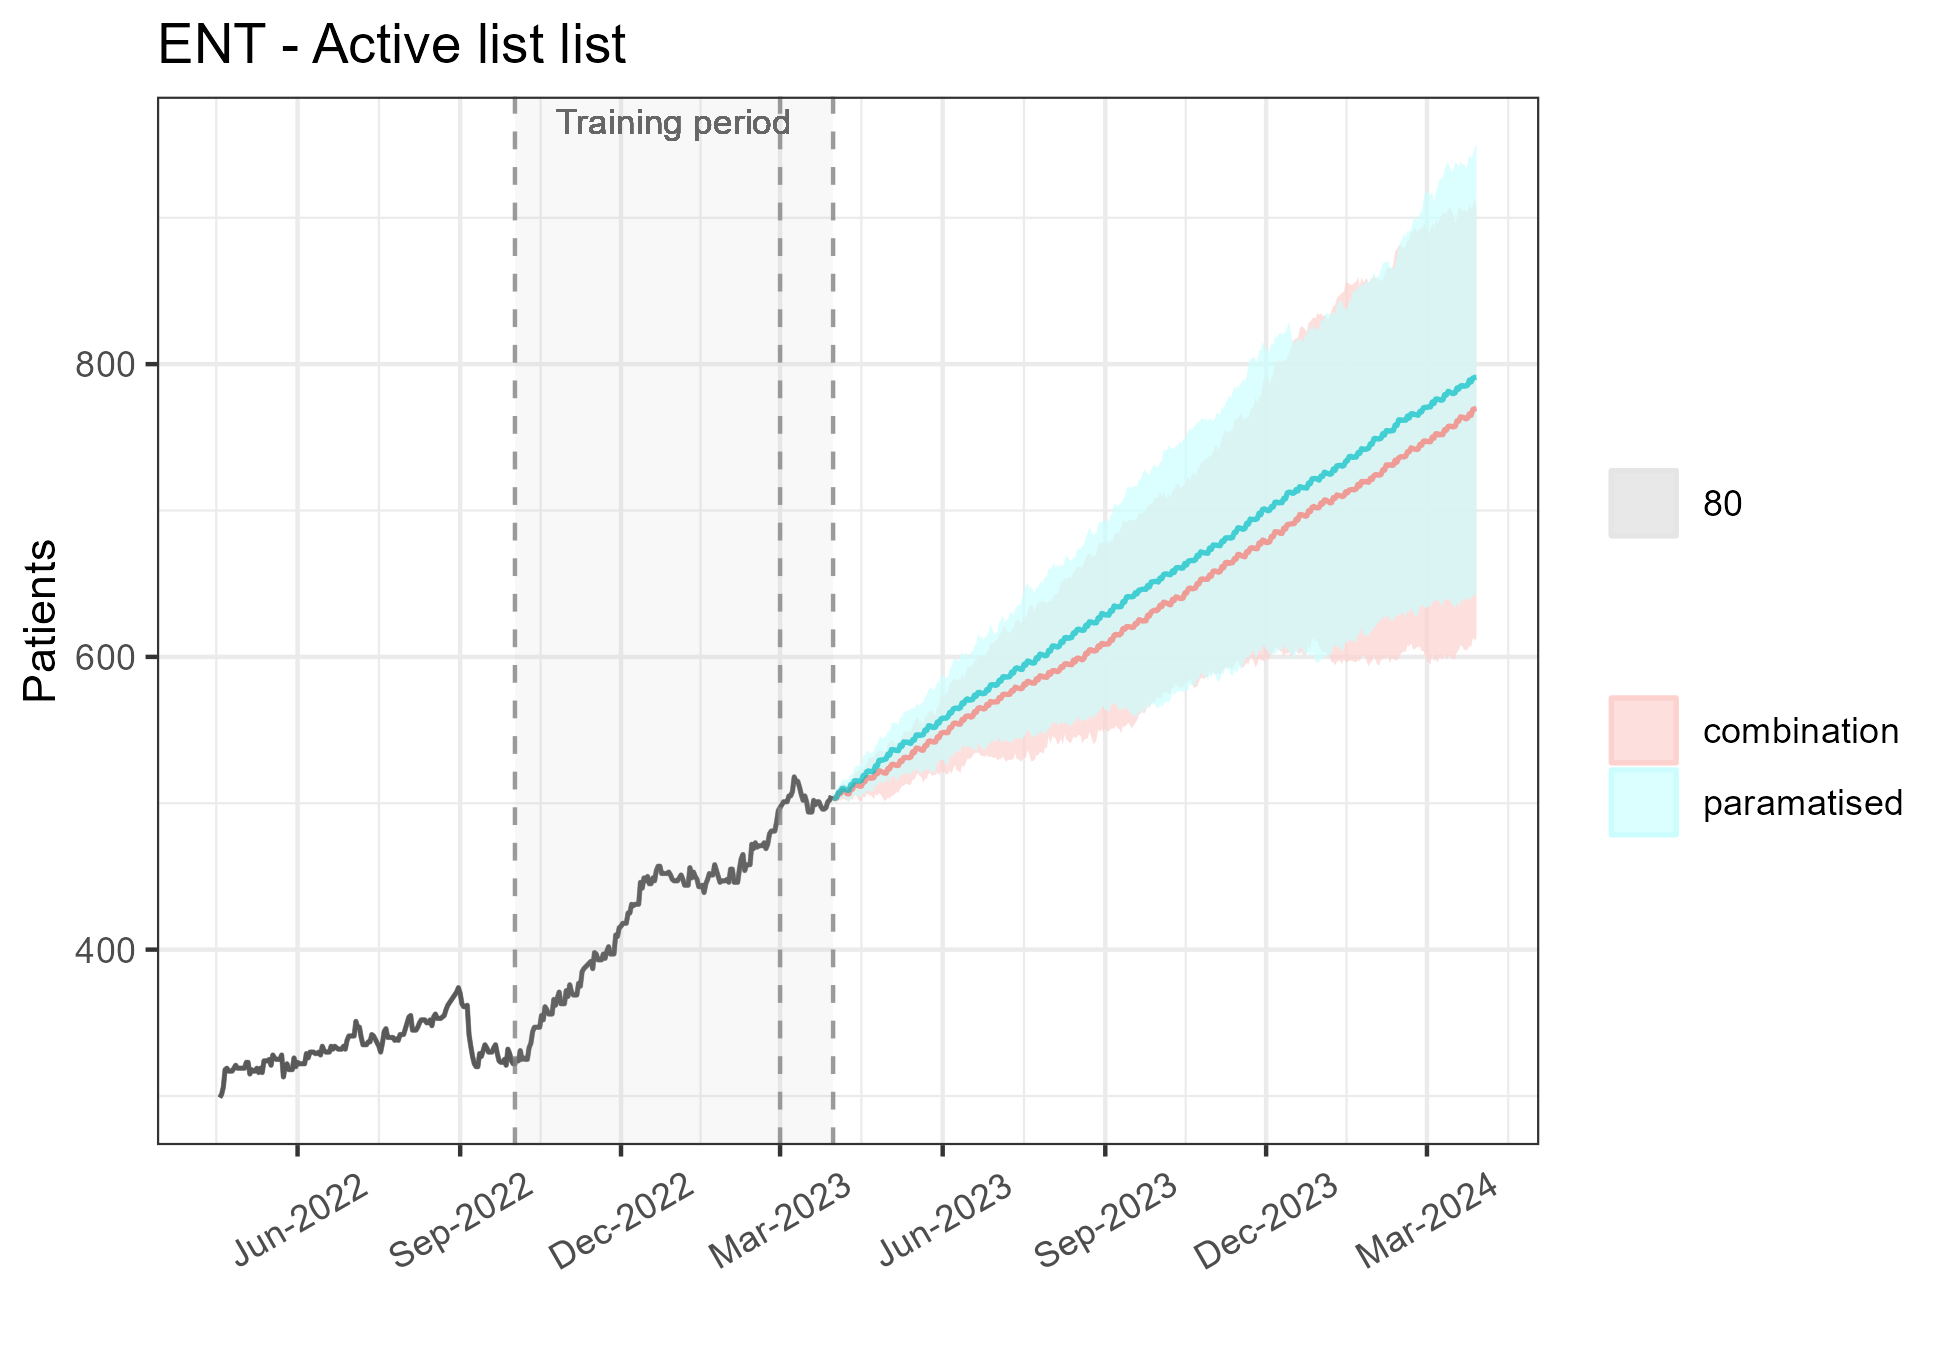 ENT - Active list list
Training period
Patients
800
600
400
Jun-2022
Sep-2022
Dec-2022
Mar-2023
Jun-2023
Sep-2023
Dec-2023
Mar-2024
80
combination
paramatised